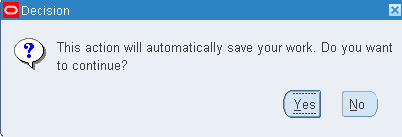 Decision
This action will automatically save your work. Do you want
to continue?
Yes
No